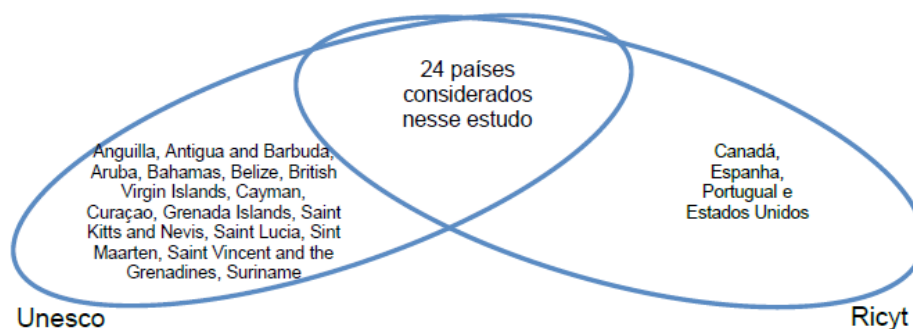 24 países
considerados
nesse estudo
Anguilla, Antigua and Barbuda,
Aruba, Bahamas, Belize, British
Virgin Islands, Cayman,
Curaçao, Grenada Islands, Saint
Kitts and Nevis, Saint Lucia, Sint
Maarten, Saint Vincent and the
Grenadines, Suriname
Canadá,
Espanha,
Portugual e
Estados Unidos
Unesco
Ricyt